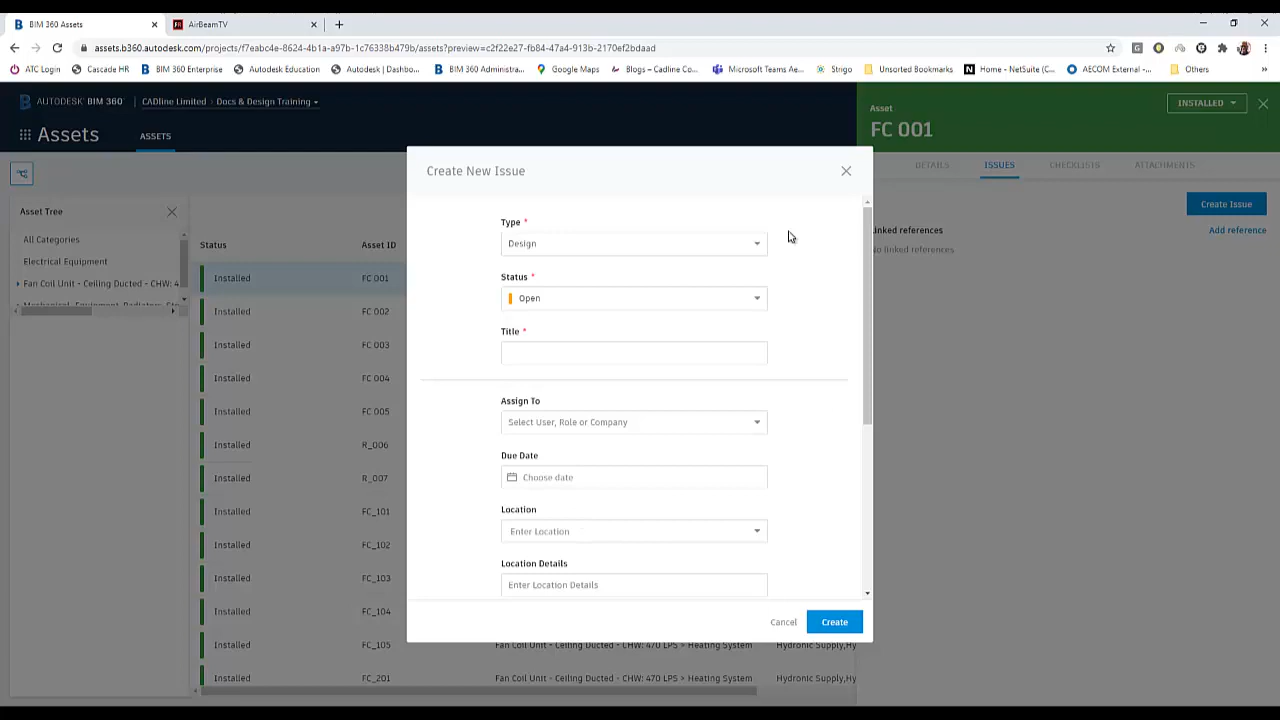 BIM 360 Assets
AirBeamTV
assets.b360.autodesk.com/projects/f7eabc4e-8624-4b1a-a97b-1c76338b479b/assets?preview=c2f22e27-fb84-47a4-913b-2170ef2bdaad
ATC Login
Cascade HR
BIM 360 Enterprise
Autodesk Education
Autodesk | Dashbo...
BIM 360 Administra...
Google Maps
Blogs – Cadline Co...
Microsoft Teams Ae...
Strigo
Unsorted Bookmarks
Home - NetSuite (C...
AECOM External -...
Others
AUTODESK® BIM 360°
CADline Limited > Docs & Design Training
Assets
ASSETS
Asset
FC 001
INSTALLED
DETAILS
ISSUES
CHECKLISTS
ATTACHMENTS
Create Issue
Linked references
Add reference
No linked references
Asset Tree
All Categories
Electrical Equipment
Fan Coil Unit - Ceiling Ducted - CHW: 4
Status
Asset ID
Installed FC 001
Installed FC 002
Installed FC 003
Installed FC 004
Installed FC 005
Installed R_006
Installed R_007
Installed FC_101
Installed FC_102
Installed FC_103
Installed FC_104
Installed FC_105 Fan Coil Unit - Ceiling Ducted - CHW: 470 LPS > Heating System Hydronic Supply,Hy
Installed FC_201 Fan Coil Unit - Ceiling Ducted - CHW: 470 LPS > Heating System Hydronic Supply,Hy
Create New Issue
Type *
Design
Status *
Open
Title *
Assign To
Select User, Role or Company
Due Date
Choose date
Location
Enter Location
Location Details
Enter Location Details
Cancel
Create